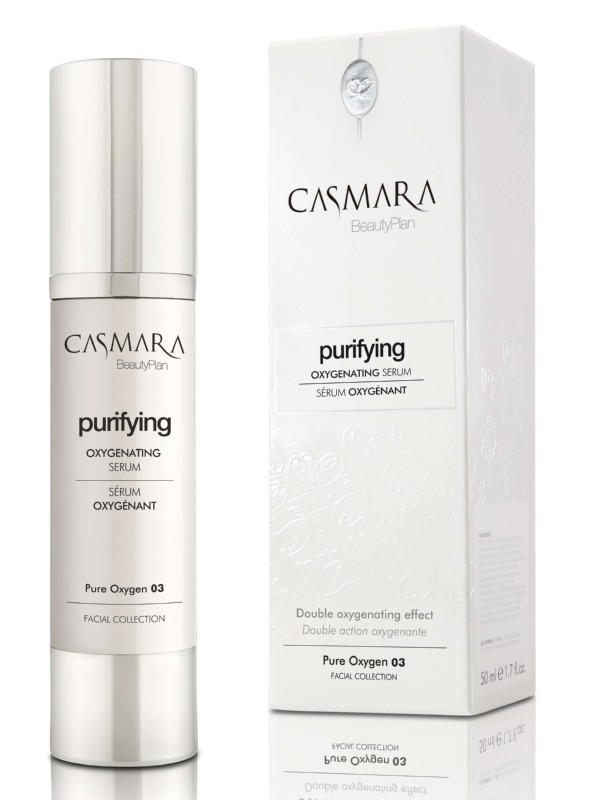 CASMARA
BeautyPlan
purifying
OXYGENATING
SERUM
SÉRUM
OXYGÉNANT
Pure Oxygen 03
FACIAL COLLECTION
CASMARA
BeautyPlan
purifying
OXYGENATING SERUM
SÉRUM OXYGÉNANT
Double oxygenating effect
Double action oxygenante
Pure Oxygen 03
FACIAL COLLECTION
50 ml e 1.7 fl. oz.